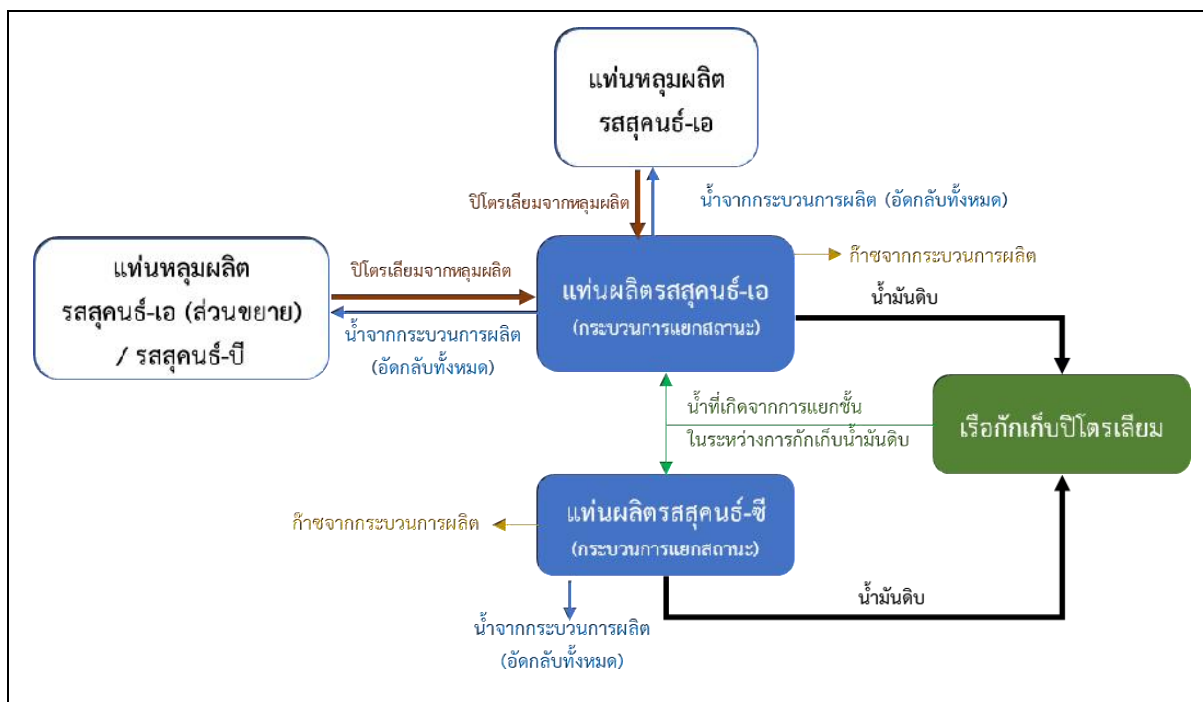 แท่นหลุมผลิต
รสสุคนธ์-เอ
ปิโตรเลียมจากหลุมผลิต
น้ำจากกระบวนการผลิต (อัดกลับทั้งหมด)
แท่นหลุมผลิต
รสสุคนธ์-เอ (ส่วนขยาย)
/ รสสุคนธ์-บี
ปิโตรเลียมจากหลุมผลิต
น้ำจากกระบวนการผลิต
(อัดกลับทั้งหมด)
แท่นผลิตรสสุคนธ์-เอ
(กระบวนการแยกสถานะ)
ก๊าซจากกระบวนการผลิต
น้ำมันดิบ
น้ำที่เกิดจากการแยกชั้น
ในระหว่างการกักเก็บน้ำมันดิบ
เรือกักเก็บปิโตรเลียม
แท่นผลิตรสสุคนธ์-ซี
(กระบวนการแยกสถานะ)
ก๊าซจากกระบวนการผลิต
น้ำมันดิบ
น้ำจากกระบวนการผลิต
(อัดกลับทั้งหมด)